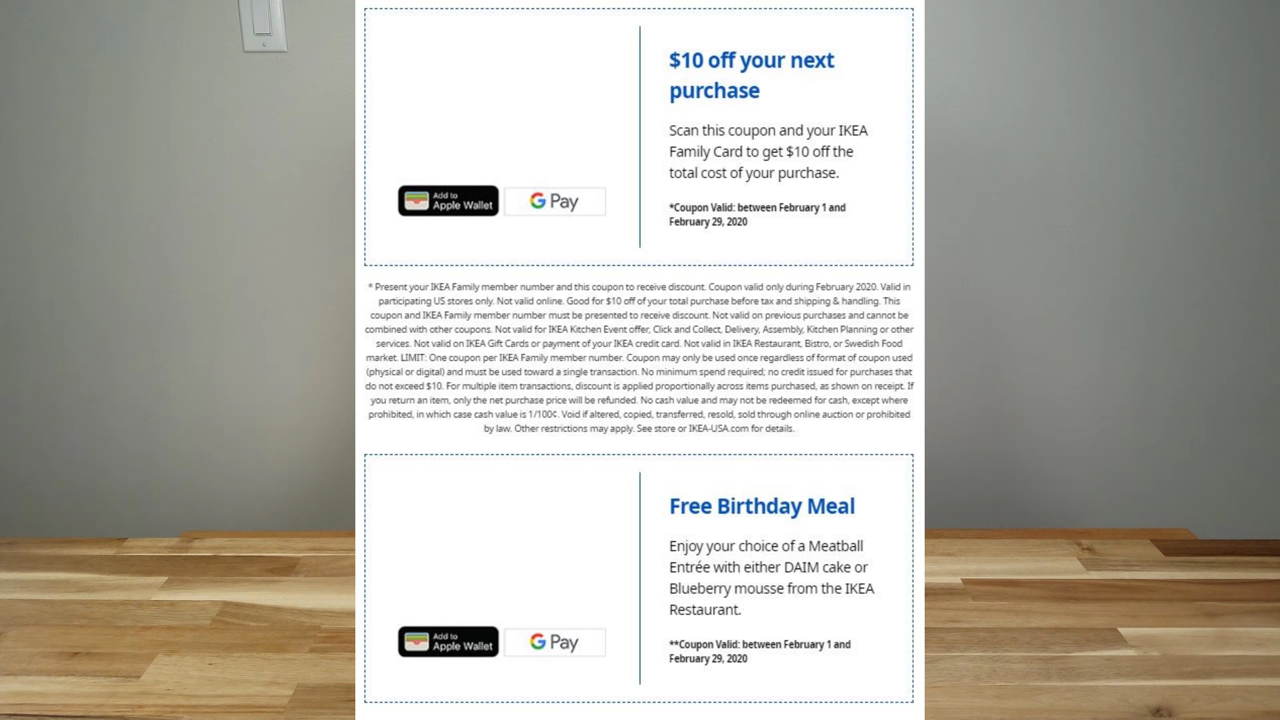 $10 off your next
purchase
Scan this coupon and your IKEA
Family Card to get $10 off the
total cost of your purchase.
*Coupon Valid: between February 1 and
February 29, 2020
Add to
Apple Wallet
G Pay
* Present your IKEA Family member number and this coupon to receive discount. Coupon valid only during February 2020. Valid in
participating US stores only. Not valid online. Good for $10 off of your total purchase before tax and shipping & handling. This
coupon and IKEA Family member number must be presented to receive discount. Not valid on previous purchases and cannot be
combined with other coupons. Not valid for IKEA Kitchen Event offer, Click and Collect, Delivery, Assembly, Kitchen Planning or other
services. Not valid on IKEA Gift Cards or payment of your IKEA credit card. Not valid in IKEA Restaurant, Bistro, or Swedish Food
market. LIMIT: One coupon per IKEA Family member number. Coupon may only be used once regardless of format of coupon used
(physical or digital) and must be used toward a single transaction. No minimum spend required; no credit issued for purchases that
do not exceed $10. For multiple item transactions, discount is applied proportionally across items purchased, as shown on receipt. If
you return an item, only the net purchase price will be refunded. No cash value and may not be redeemed for cash, except where
prohibited, in which case cash value is 1/100¢. Void if altered, copied, transferred, resold, sold through online auction or prohibited
by law. Other restrictions may apply. See store or IKEA-USA.com for details.
Free Birthday Meal
Enjoy your choice of a Meatball
Entrée with either DAIM cake or
Blueberry mousse from the IKEA
Restaurant.
**Coupon Valid: between February 1 and
February 29, 2020
Add to
Apple Wallet
G Pay